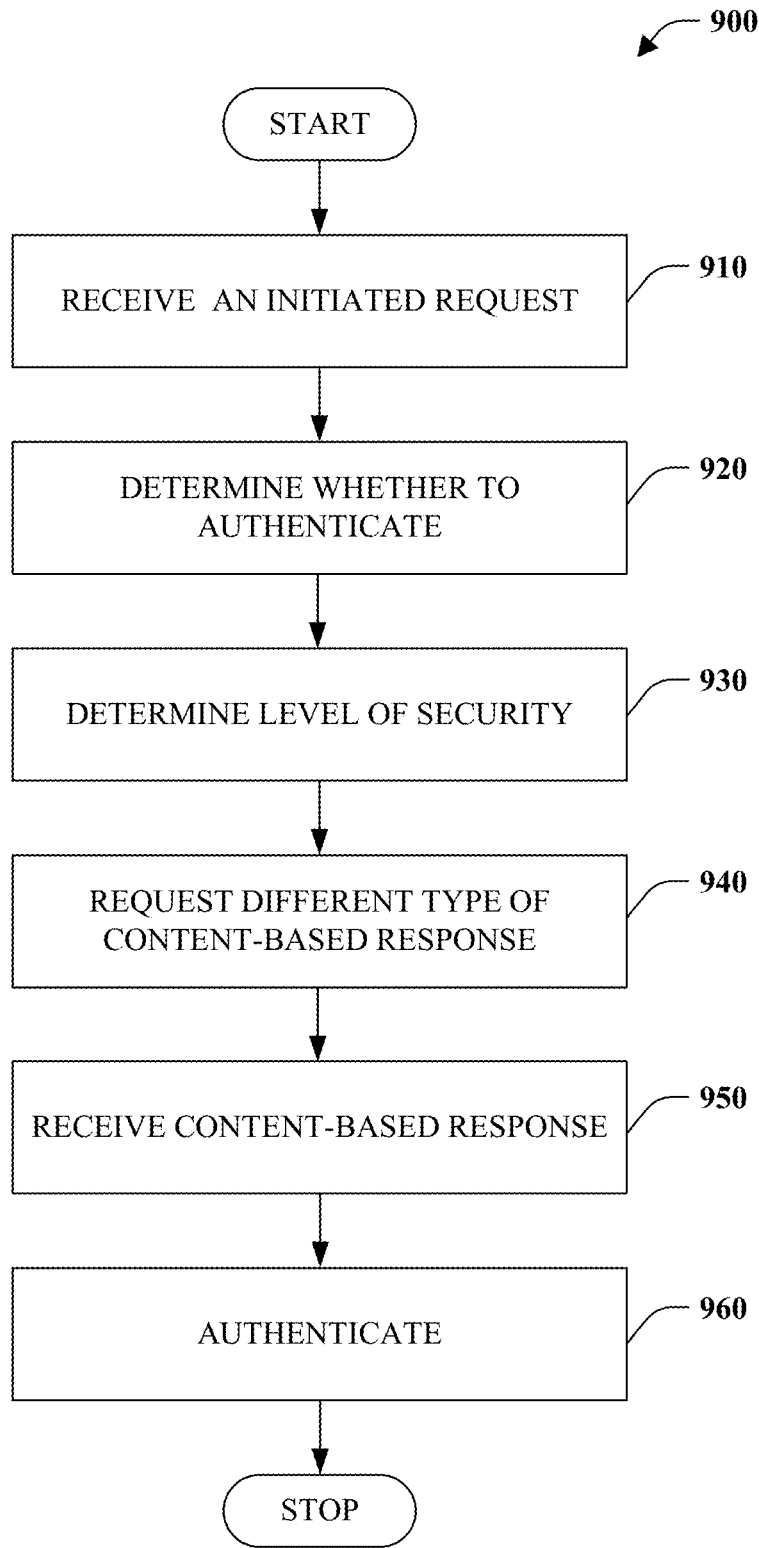 900
START
RECEIVE AN INITIATED REQUEST
910
DETERMINE WHETHER TO
AUTHENTICATE
920
DETERMINE LEVEL OF SECURITY
930
REQUEST DIFFERENT TYPE OF
CONTENT-BASED RESPONSE
940
RECEIVE CONTENT-BASED RESPONSE
950
AUTHENTICATE
960
STOP